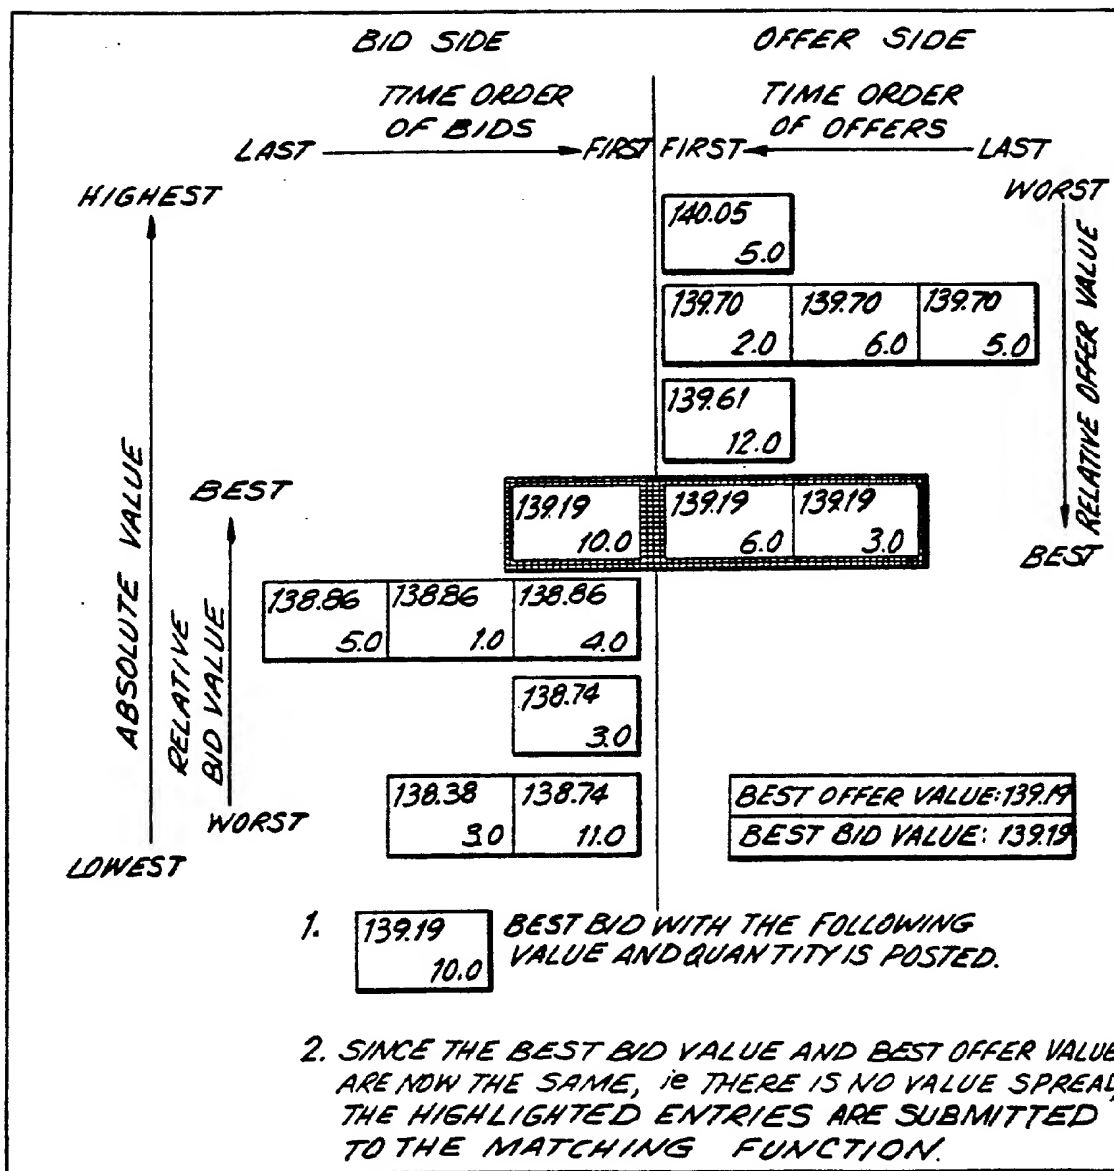 BID SIDE OFFER SIDE
TIME ORDER
OF BIDS
TIME ORDER
OF OFFERS
LAST FIRST FIRST LAST
HIGHEST
WORST
140.05
5.0
139.70 139.70 139.70
2.0 6.0 5.0
139.61
12.0
RELATIVE OFFER VALUE
BEST
139.19 139.19 139.19
10.0 6.0 3.0
BEST
ABSOLUTE VALUE
RELATIVE
BID VALUE
138.86 138.86 138.86
5.0 1.0 4.0
138.74
3.0
138.38 138.74
3.0 11.0
WORST
LOWEST
BEST OFFER VALUE: 139.19
BEST BID VALUE: 139.19
1. 139.19
10.0
BEST BID WITH THE FOLLOWING
VALUE AND QUANTITY IS POSTED.
2. SINCE THE BEST BID VALUE AND BEST OFFER VALUE
ARE NOW THE SAME, ie THERE IS NO VALUE SPREAD,
THE HIGHLIGHTED ENTRIES ARE SUBMITTED
TO THE MATCHING FUNCTION.